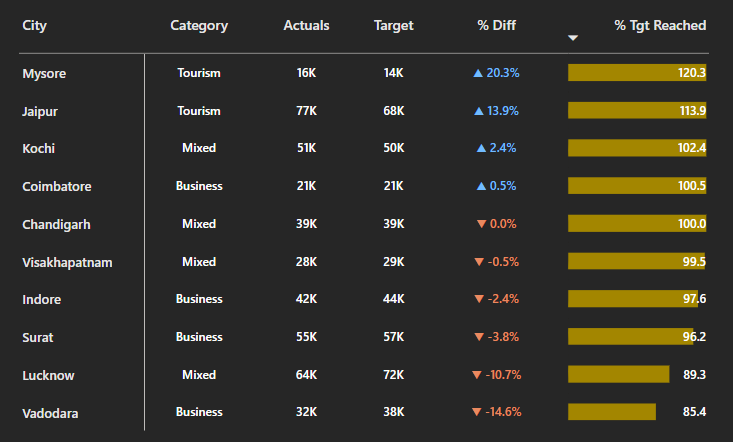 City Category Actuals Target % Diff % Tgt Reached
Mysore Tourism 16K 14K ▲ 20.3% 120.3
Jaipur Tourism 77K 68K ▲ 13.9% 113.9
Kochi Mixed 51K 50K ▲ 2.4% 102.4
Coimbatore Business 21K 21K ▲ 0.5% 100.5
Chandigarh Mixed 39K 39K ▼ 0.0% 100.0
Visakhapatnam Mixed 28K 29K ▼ -0.5% 99.5
Indore Business 42K 44K ▼ -2.4% 97.6
Surat Business 55K 57K ▼ -3.8% 96.2
Lucknow Mixed 64K 72K ▼ -10.7% 89.3
Vadodara Business 32K 38K ▼ -14.6% 85.4